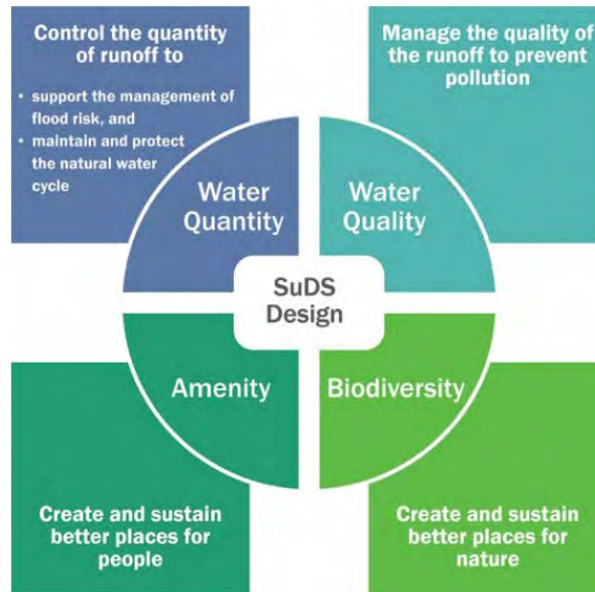 Control the quantity
of runoff to
• support the management of
flood risk, and
• maintain and protect
the natural water
cycle
Manage the quality of
the runoff to prevent
pollution
Water
Quantity
Water
Quality
SuDS
Design
Amenity
Biodiversity
Create and sustain
better places for
people
Create and sustain
better places for
nature